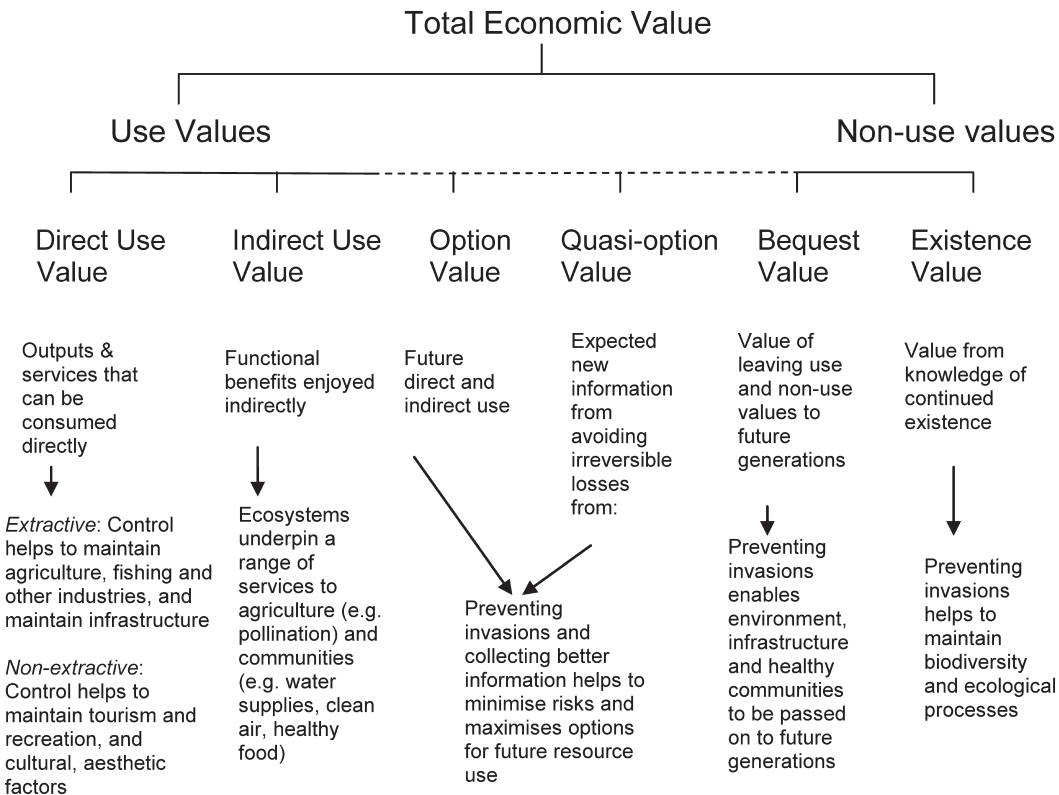 Total Economic Value
Use Values
Non-use values
Direct Use
Value
Indirect Use
Value
Option
Value
Quasi-option
Value
Bequest
Value
Existence
Value
Outputs &
services that
can be
consumed
directly
Functional
benefits enjoyed
indirectly
Future
direct and
indirect use
Expected
new
information
from
avoiding
irreversible
losses
from:
Value of
leaving use
and non-use
values to
future
generations
Value from
knowledge of
continued
existence
Extractive: Control
helps to maintain
agriculture, fishing and
other industries, and
maintain infrastructure
Non-extractive:
Control helps to
maintain tourism and
recreation, and
cultural, aesthetic
factors
Ecosystems
underpin a
range of
services to
agriculture (e.g.
pollination) and
communities
(e.g. water
supplies, clean
air, healthy
food)
Preventing
invasions and
collecting better
information helps to
minimise risks and
maximises options
for future resource
use
Preventing
invasions
enables
environment,
infrastructure
and healthy
communities
to be passed
on to future
generations
Preventing
invasions
helps to
maintain
biodiversity
and ecological
processes